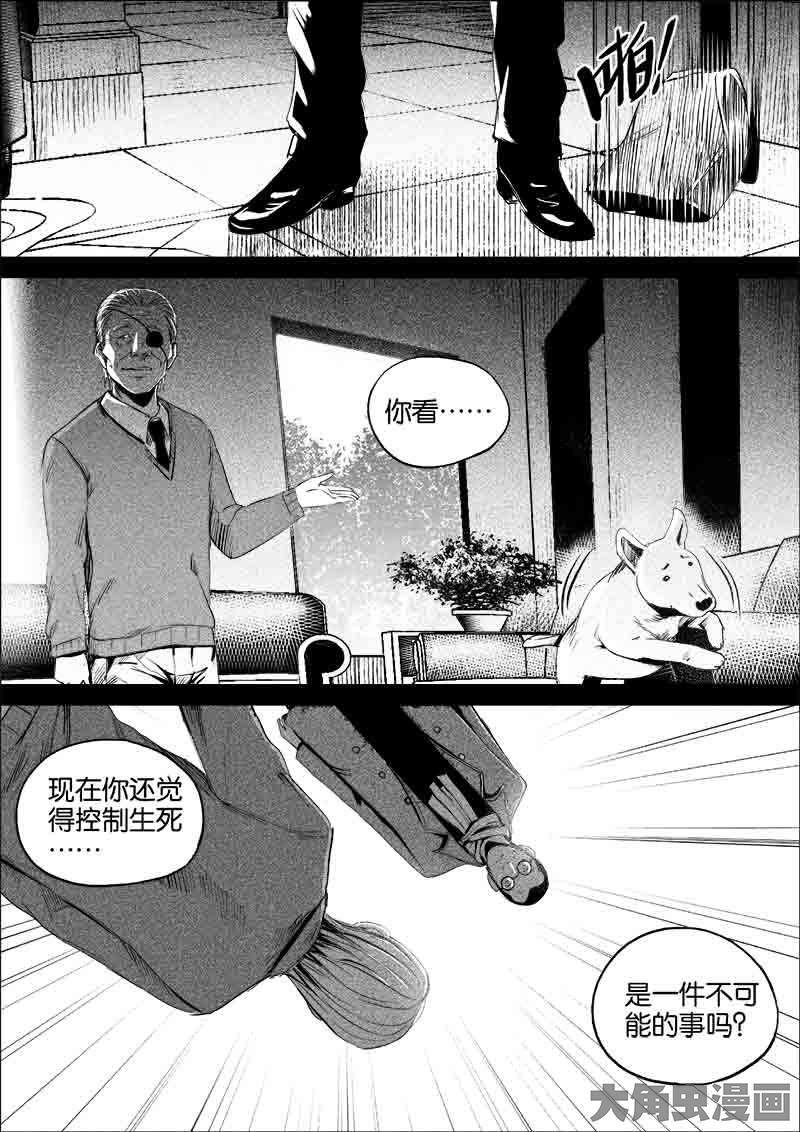 啪!
你看……
现在你还觉
得控制生死
……
是一件不可
能的事吗?
大角虫漫画